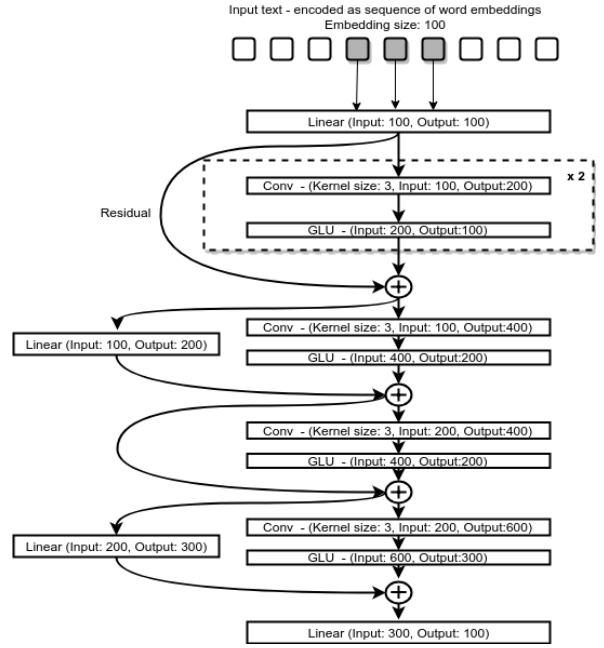 Input text - encoded as sequence of word embeddings
Embedding size: 100
Linear (Input: 100, Output: 100)
x 2
Conv - (Kernel size: 3, Input: 100, Output:200)
Residual
GLU - (Input: 200, Output:100)
Conv - (Kernel size: 3, Input: 100, Output:400)
Linear (Input: 100, Output: 200)
GLU - (Input: 400, Output:200)
Conv - (Kernel size: 3, Input: 200, Output:400)
GLU - (Input: 400, Output:200)
Conv - (Kernel size: 3, Input: 200, Output:600)
Linear (Input: 200, Output: 300)
GLU - (Input: 600, Output:300)
Linear (Input: 300, Output: 100)